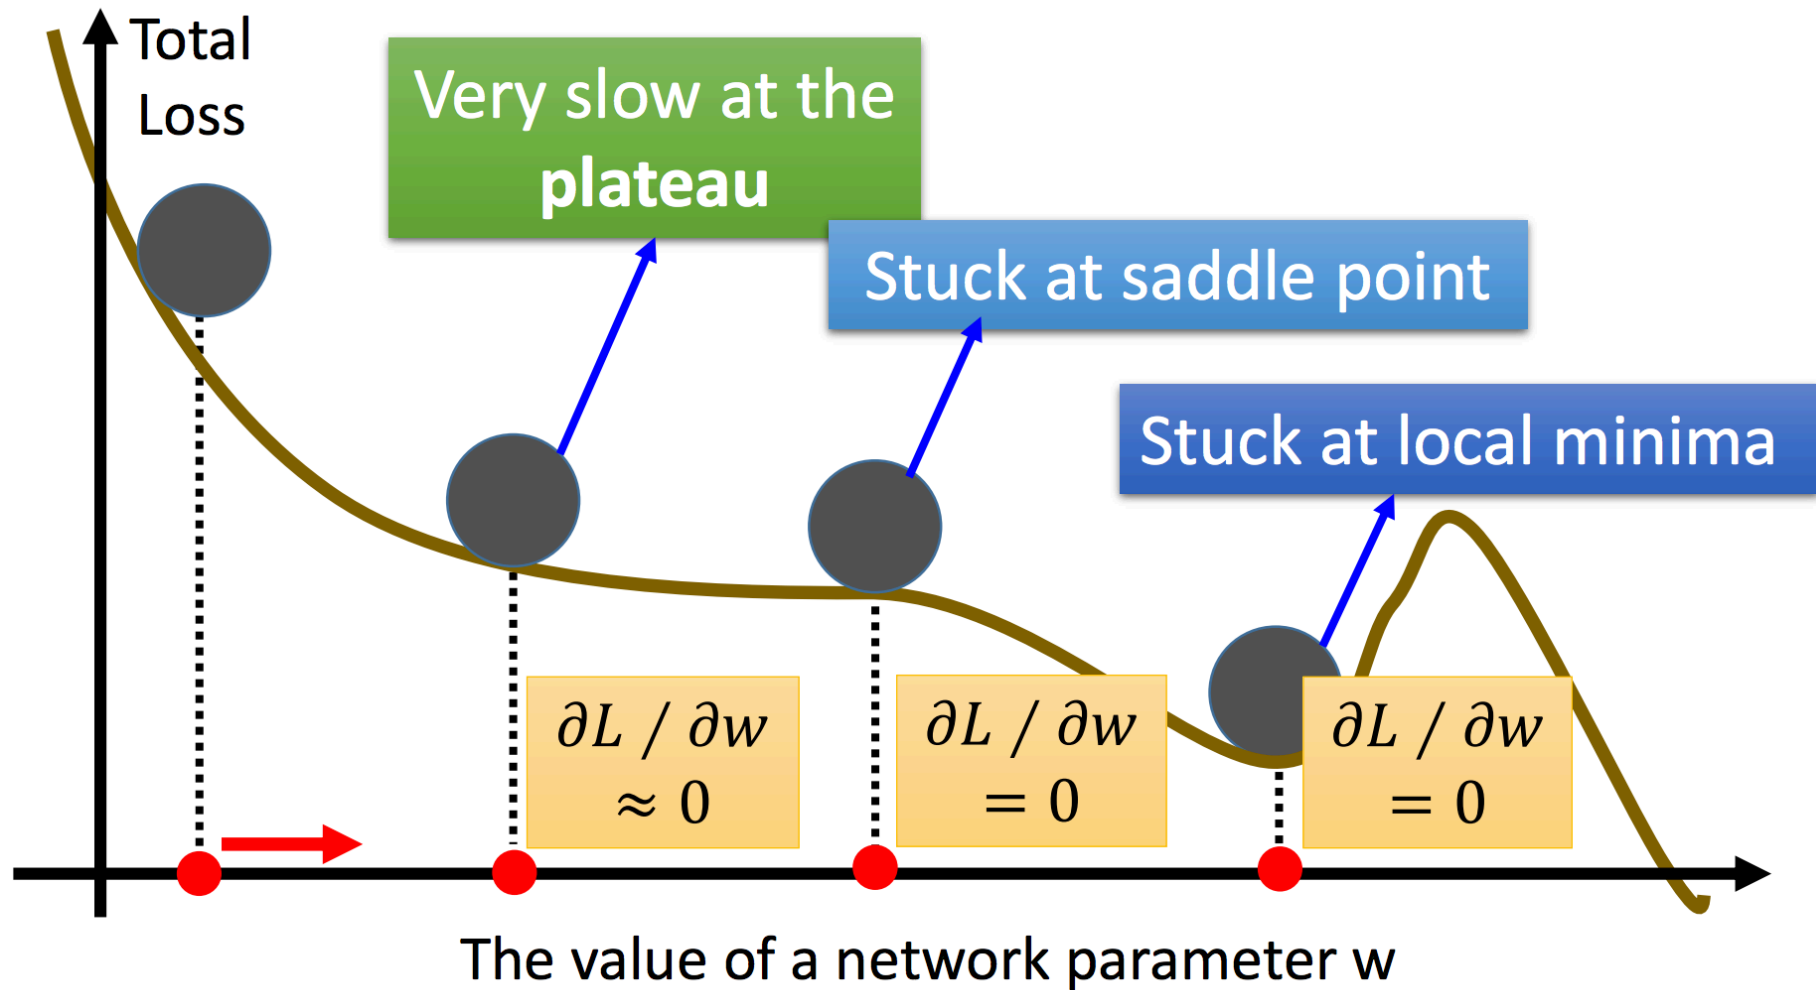 Total
Loss
Very slow at the
plateau
Stuck at saddle point
Stuck at local minima
∂L / ∂w
≈ 0
∂L / ∂w
= 0
∂L / ∂w
= 0
The value of a network parameter w